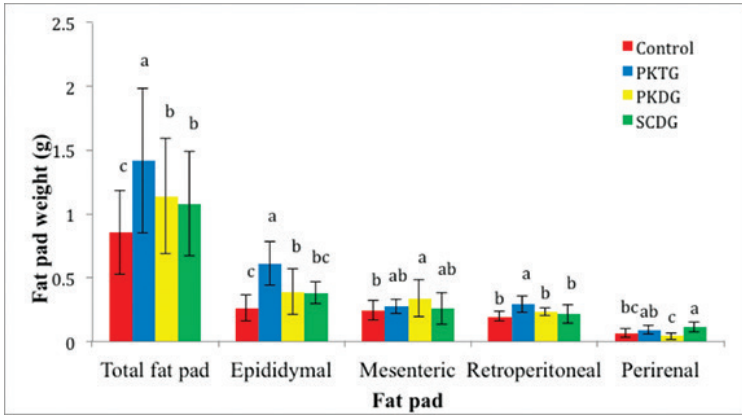 2.5
2
1.5
1
0.5
0
Fat pad weight (g)
Control
PKTG
PKDG
SCDG
c a b b
c a b bc
b ab a ab
b a b b
bc ab c a
Total fat pad Epididymal Mesenteric Retroperitoneal Perirenal
Fat pad